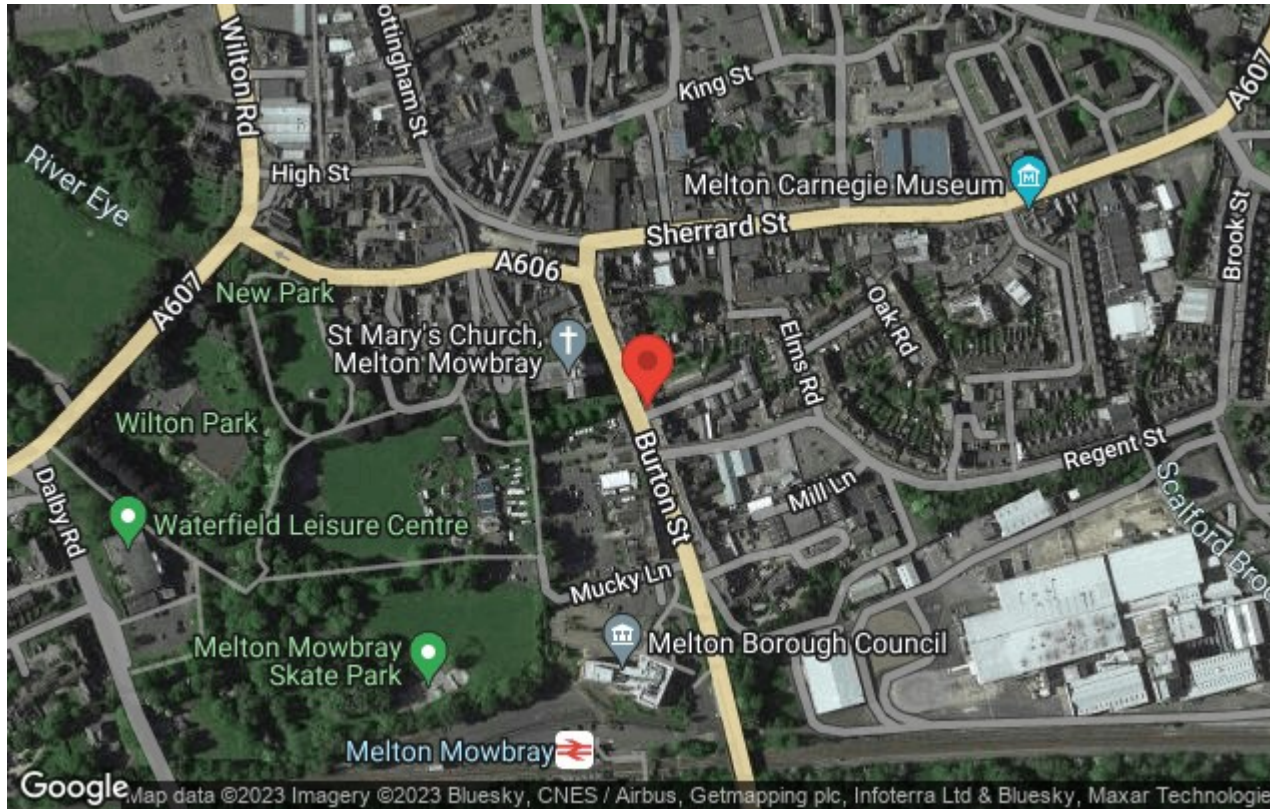 Wilton Rd
ottingham St
King St
A607
River Eye
High St
Melton Carnegie Museum
M
Sherrard St
Brook St
A606
A607
New Park
Oak Rd
St Mary's Church,
Melton Mowbray
Elms Rd
Wilton Park
Burton St
Regent St
Dalby Rd
Mill Ln
Scalford Broo
Waterfield Leisure Centre
Mucky Ln
Melton Mowbray
Skate Park
Melton Borough Council
Melton Mowbray
Google
Map data ©2023 Imagery ©2023 Bluesky, CNES / Airbus, Getmapping plc, Infoterra Ltd & Bluesky, Maxar Technologie